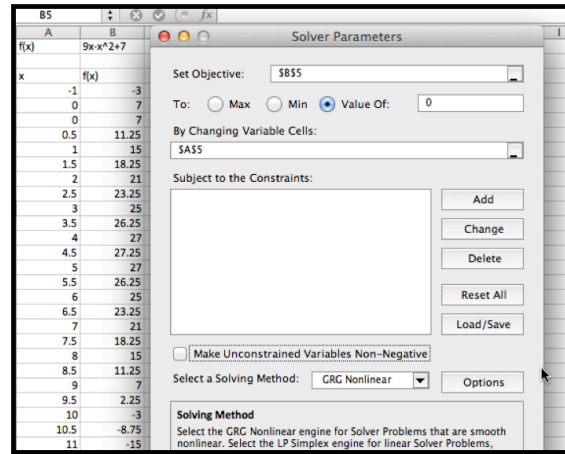 B5 fx
A B I
f(x) 9x-x^2+7
x f(x)
-1 -3
0 7
0 7
0.5 11.25
1 15
1.5 18.25
2 21
2.5 23.25
3 25
3.5 26.25
4 27
4.5 27.25
5 27
5.5 26.25
6 25
6.5 23.25
7 21
7.5 18.25
8 15
8.5 11.25
9 7
9.5 2.25
10 -3
10.5 -8.75
11 -15
Solver Parameters
Set Objective: $B$5
To: Max Min Value Of: 0
By Changing Variable Cells:
$A$5
Subject to the Constraints:
Add
Change
Delete
Reset All
Load/Save
Make Unconstrained Variables Non-Negative
Select a Solving Method: GRG Nonlinear Options
Solving Method
Select the GRG Nonlinear engine for Solver Problems that are smooth
nonlinear. Select the LP Simplex engine for linear Solver Problems,